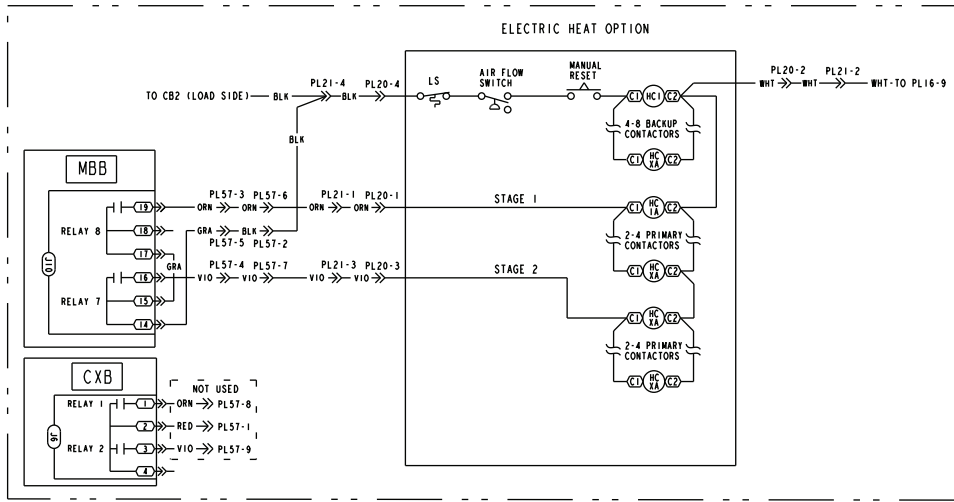 ELECTRIC HEAT OPTION
TO CB2 (LOAD SIDE) BLK PL21-4 BLK PL20-4
LS
AIR FLOW
SWITCH
MANUAL
RESET
C1 HC1 C2
WHT PL20-2 WHT PL21-2 WHT-TO PL16-9
4-8 BACKUP
CONTACTORS
C1 HC XA C2
BLK
MBB
J10
RELAY 8
19 ORN PL57-3 ORN PL57-6 ORN PL21-1 ORN PL20-1
STAGE 1
C1 HC 1A C2
18
GRA PL57-5 BLK PL57-2
17
GRA
2-4 PRIMARY
CONTACTORS
C1 HC XA C2
RELAY 7
16 VIO PL57-4 VIO PL57-7 VIO PL21-3 VIO PL20-3
STAGE 2
15
14
C1 HC XA C2
2-4 PRIMARY
CONTACTORS
C1 HC XA C2
CXB
J6
NOT USED
RELAY 1
1 ORN PL57-8
2 RED PL57-1
RELAY 2
3 VIO PL57-9
4